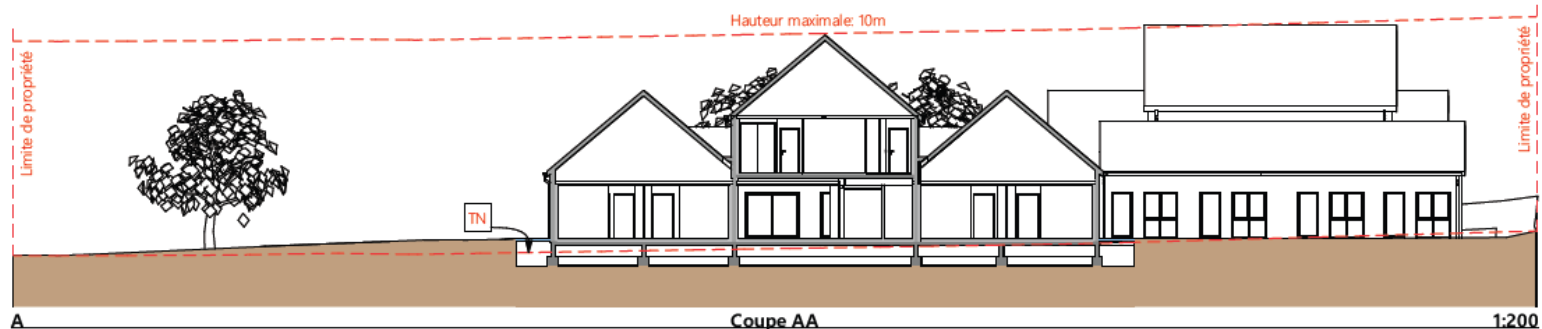 Hauteur maximale: 10m
Limite de propriété
Limite de propriété
TN
A
Coupe AA
1:200